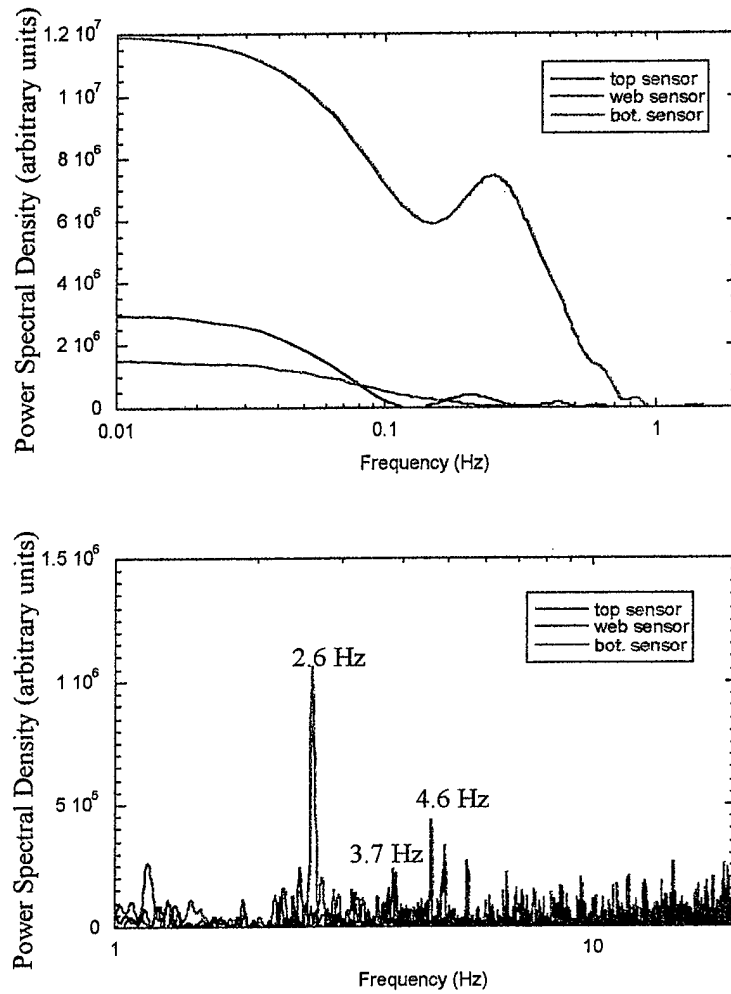 1.2 10⁷
1 10⁷
8 10⁶
6 10⁶
4 10⁶
2 10⁶
0
0.01
0.1
1
Power Spectral Density (arbitrary units)
Frequency (Hz)
top sensor
web sensor
bot. sensor
1.5 10⁶
1 10⁶
5 10⁵
0
1
10
Power Spectral Density (arbitrary units)
Frequency (Hz)
top sensor
web sensor
bot. sensor
2.6 Hz
3.7 Hz
4.6 Hz